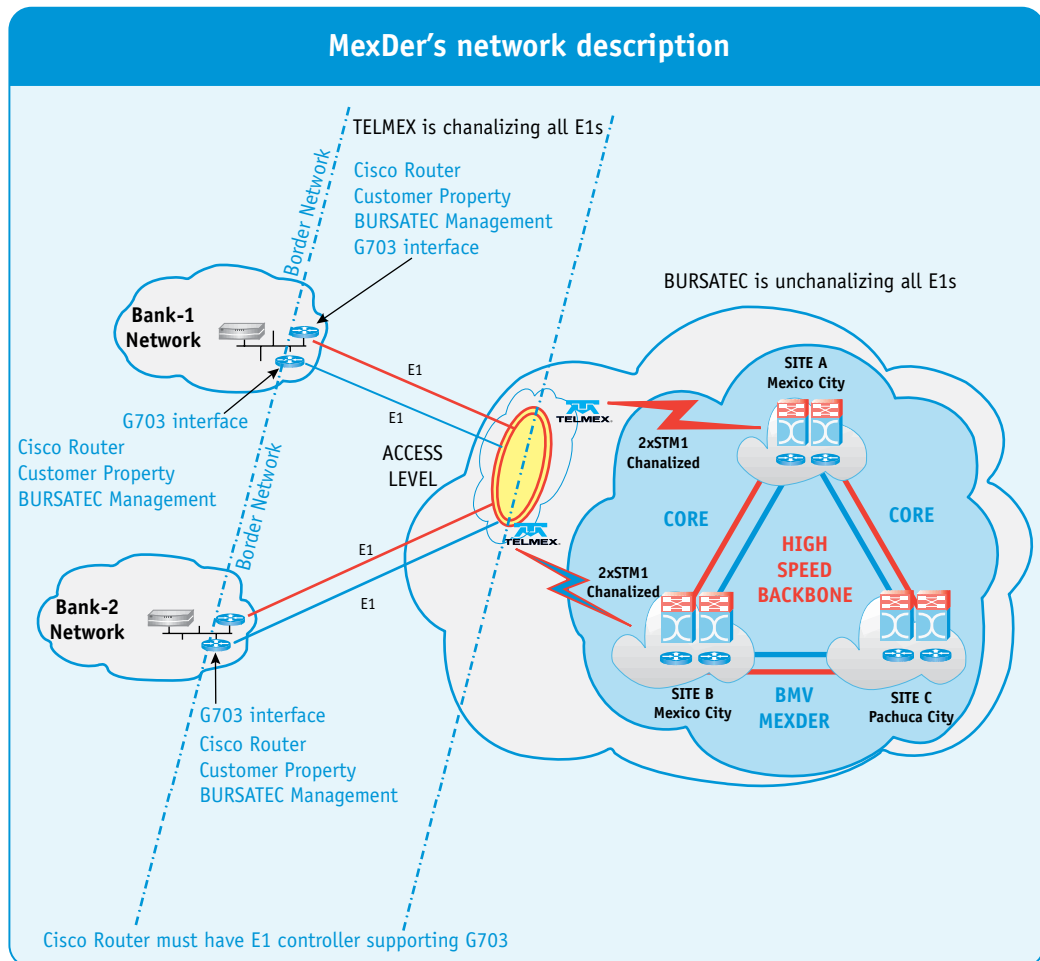 MexDer's network description
TELMEX is chanalizing all E1s
Cisco Router
Customer Property
BURSATEC Management
G703 interface
Border Network
BURSATEC is unchanalizing all E1s
Bank-1
Network
SITE A
Mexico City
E1
E1
TELMEX
G703 interface
Cisco Router
Customer Property
BURSATEC Management
ACCESS
LEVEL
2xSTM1
Chanalized
Border Network
CORE
CORE
HIGH
SPEED
BACKBONE
TELMEX
E1
E1
2xSTM1
Chanalized
Bank-2
Network
SITE B
Mexico City
BMV
MEXDER
SITE C
Pachuca City
G703 interface
Cisco Router
Customer Property
BURSATEC Management
Cisco Router must have E1 controller supporting G703